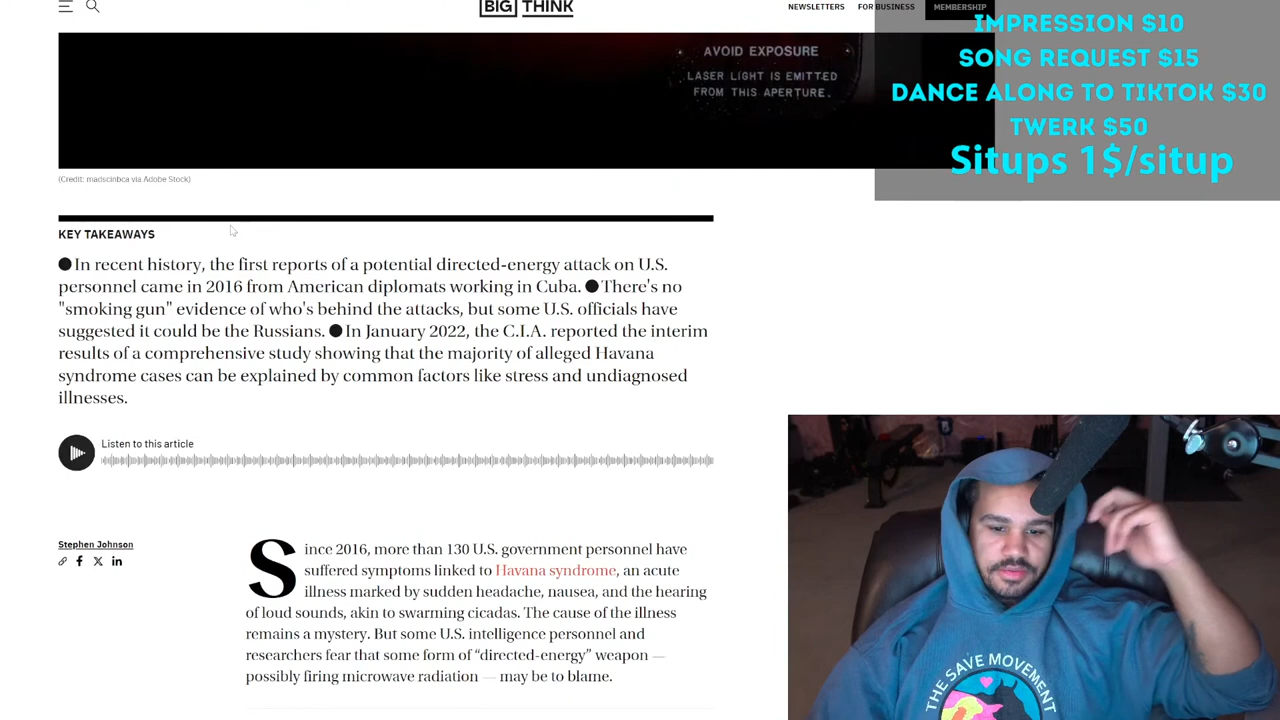 BIG THINK
NEWSLETTERS FOR BUSINESS MEMBERSHIP
IMPRESSION $10
SONG REQUEST $15
DANCE ALONG TO TIKTOK $30
TWERK $50
Situps 1$/situp
AVOID EXPOSURE
LASER LIGHT IS EMITTED
FROM THIS APERTURE.
(Credit: madscinbca via Adobe Stock)
KEY TAKEAWAYS
●In recent history, the first reports of a potential directed-energy attack on U.S.
personnel came in 2016 from American diplomats working in Cuba. ●There's no
"smoking gun" evidence of who's behind the attacks, but some U.S. officials have
suggested it could be the Russians. ●In January 2022, the C.I.A. reported the interim
results of a comprehensive study showing that the majority of alleged Havana
syndrome cases can be explained by common factors like stress and undiagnosed
illnesses.
Listen to this article
Stephen Johnson
Since 2016, more than 130 U.S. government personnel have
suffered symptoms linked to Havana syndrome, an acute
illness marked by sudden headache, nausea, and the hearing
of loud sounds, akin to swarming cicadas. The cause of the illness
remains a mystery. But some U.S. intelligence personnel and
researchers fear that some form of “directed-energy” weapon —
possibly firing microwave radiation — may be to blame.
THE SAVE MOVEMENT